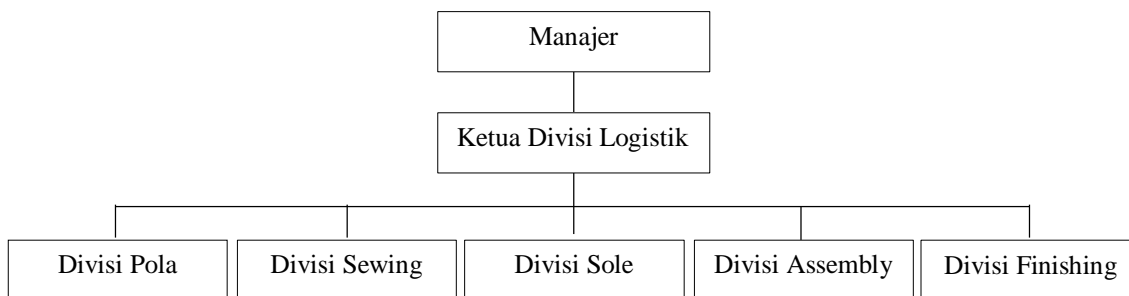 Manajer
Ketua Divisi Logistik
Divisi Pola
Divisi Sewing
Divisi Sole
Divisi Assembly
Divisi Finishing